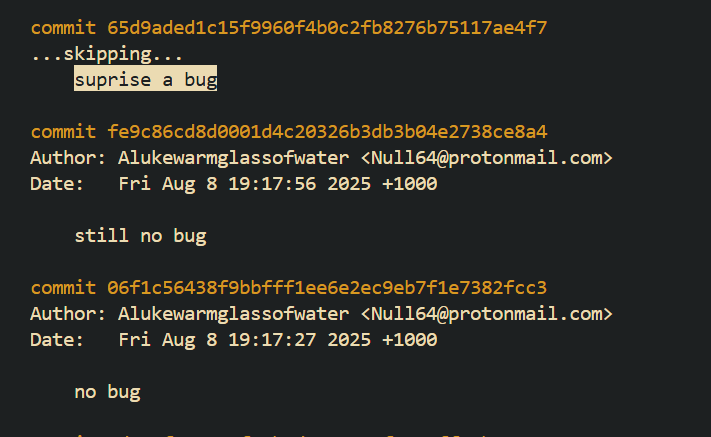 commit 65d9aded1c15f9960f4b0c2fb8276b75117ae4f7
...skipping...
suprise a bug
commit fe9c86cd8d0001d4c20326b3db3b04e2738ce8a4
Author: Alukewarmglassofwater <Null64@protonmail.com>
Date:   Fri Aug 8 19:17:56 2025 +1000
still no bug
commit 06f1c56438f9bbfff1ee6e2ec9eb7f1e7382fcc3
Author: Alukewarmglassofwater <Null64@protonmail.com>
Date:   Fri Aug 8 19:17:27 2025 +1000
no bug